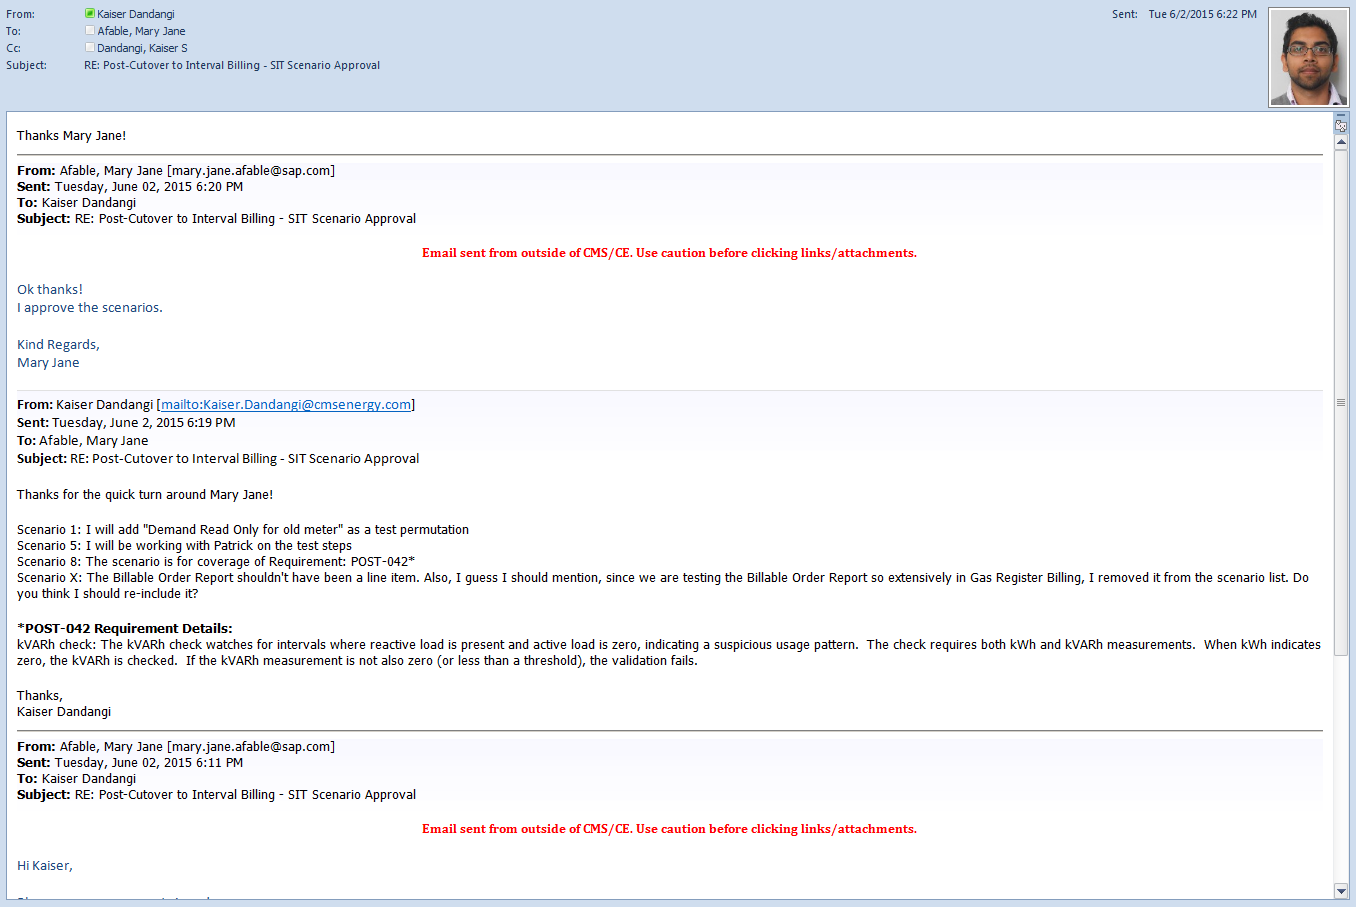 From: Kaiser Dandangi
Sent: Tue 6/2/2015 6:22 PM
To: Afable, Mary Jane
Cc: Dandangi, Kaiser S
Subject: RE: Post-Cutover to Interval Billing - SIT Scenario Approval
Thanks Mary Jane!
From: Afable, Mary Jane [mary.jane.afable@sap.com]
Sent: Tuesday, June 02, 2015 6:20 PM
To: Kaiser Dandangi
Subject: RE: Post-Cutover to Interval Billing - SIT Scenario Approval
Email sent from outside of CMS/CE. Use caution before clicking links/attachments.
Ok thanks!
I approve the scenarios.
Kind Regards,
Mary Jane
From: Kaiser Dandangi [mailto:Kaiser.Dandangi@cmsenergy.com]
Sent: Tuesday, June 2, 2015 6:19 PM
To: Afable, Mary Jane
Subject: RE: Post-Cutover to Interval Billing - SIT Scenario Approval
Thanks for the quick turn around Mary Jane!
Scenario 1: I will add "Demand Read Only for old meter" as a test permutation
Scenario 5: I will be working with Patrick on the test steps
Scenario 8: The scenario is for coverage of Requirement: POST-042*
Scenario X: The Billable Order Report shouldn't have been a line item. Also, I guess I should mention, since we are testing the Billable Order Report so extensively in Gas Register Billing, I removed it from the scenario list. Do
you think I should re-include it?
*POST-042 Requirement Details:
kVARh check: The kVARh check watches for intervals where reactive load is present and active load is zero, indicating a suspicious usage pattern.  The check requires both kWh and kVARh measurements.  When kWh indicates
zero, the kVARh is checked.  If the kVARh measurement is not also zero (or less than a threshold), the validation fails.
Thanks,
Kaiser Dandangi
From: Afable, Mary Jane [mary.jane.afable@sap.com]
Sent: Tuesday, June 02, 2015 6:11 PM
To: Kaiser Dandangi
Subject: RE: Post-Cutover to Interval Billing - SIT Scenario Approval
Email sent from outside of CMS/CE. Use caution before clicking links/attachments.
Hi Kaiser,